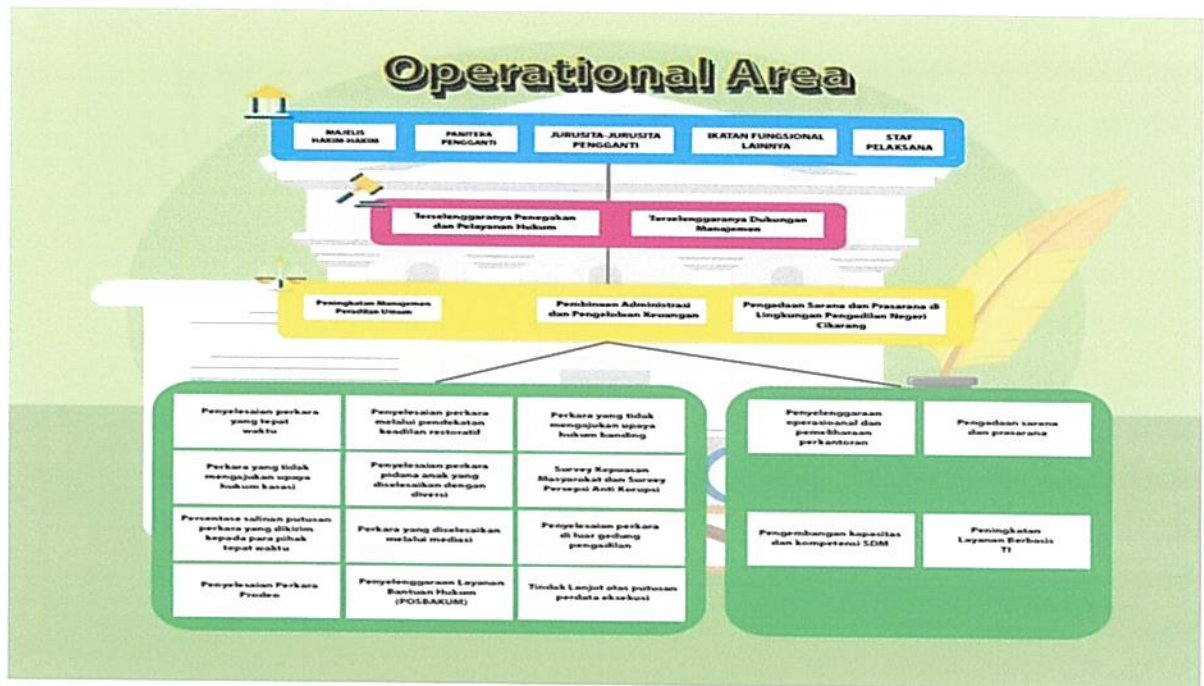 Operational Area
MAJELIS
HAKIM-HAKIM
PANITERA
PENGGANTI
JURUSITA-JURUSITA
PENGGANTI
IKATAN FUNGSIONAL
LAINNYA
STAF
PELAKSANA
Terselenggaranya Penegakan
dan Pelayanan Hukum
Terselenggaranya Dukungan
Manajemen
Peningkatan Manajemen
Peradilan Umum
Pembinaan Administrasi
dan Pengelolaan Keuangan
Pengadaan Sarana dan Prasarana di
Lingkungan Pengadilan Negeri
Cikarang
Penyelesaian perkara
yang tepat
waktu
Penyelesaian perkara
melalui pendekatan
keadilan restoratif
Perkara yang tidak
mengajukan upaya
hukum banding
Perkara yang tidak
mengajukan upaya
hukum kasasi
Penyelesaian perkara
pidana anak yang
diselesaikan dengan
diversi
Survey Kepuasan
Masyarakat dan Survey
Persepsi Anti Korupsi
Persentase salinan putusan
perkara yang dikirim
kepada para pihak
tepat waktu
Perkara yang diselesaikan
melalui mediasi
Penyelesaian perkara
di luar gedung
pengadilan
Penyelesaian Perkara
Prodeo
Penyelenggaraan Layanan
Bantuan Hukum
(POSBAKUM)
Tindak Lanjut atas putusan
perdata eksekusi
Penyelenggaraan
operasioanal dan
pemeliharaan
perkantoran
Pengadaan sarana
dan prasarana
Pengembangan kapasitas
dan kompetensi SDM
Peningkatan
Layanan Berbasis
TI